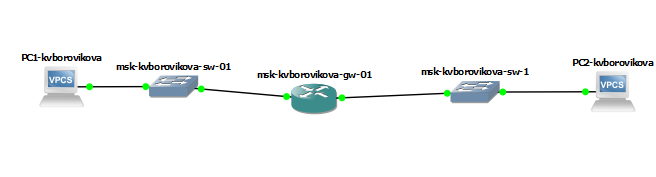 PC1-kvborovikova
VPCS
msk-kvborovikova-sw-01
msk-kvborovikova-gw-01
msk-kvborovikova-sw-1
PC2-kvborovikova
VPCS